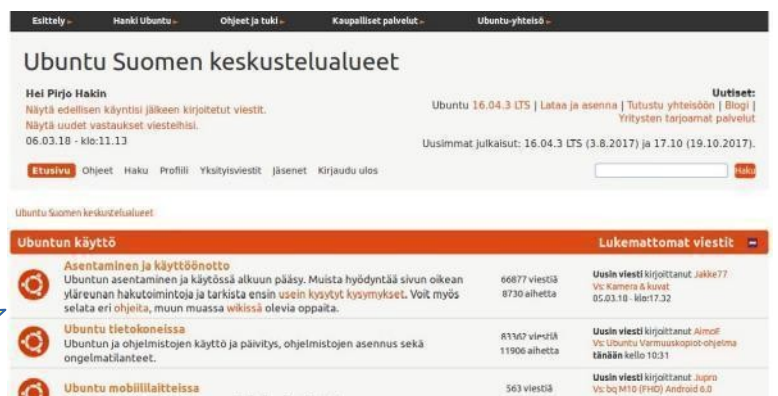 Esittely Hanki Ubuntu Ohjeet ja tuki Kaupalliset palvelut Ubuntu-yhteisö
Ubuntu Suomen keskustelualueet
Hei Pirjo Hakin
Näytä edellisen käyntisi jälkeen kirjoitetut viestit.
Näytä uudet vastaukset viesteihisi.
06.03.18 - klo:11.13
Uutiset:
Ubuntu 16.04.3 LTS | Lataa ja asenna | Tutustu yhteisöön | Blogi |
Yritysten tarjoamat palvelut
Uusimmat julkaisut: 16.04.3 LTS (3.8.2017) ja 17.10 (19.10.2017).
Etusivu Ohjeet Haku Profiili Yksityisviestit Jäsenet Kirjaudu ulos
Haku
Ubuntu Suomen keskustelualueet
Ubuntun käyttö Lukemattomat viestit
Asentaminen ja käyttöönotto
Ubuntun asentaminen ja käytössä alkuun pääsy. Muista hyödyntää sivun oikean
yläreunan hakutoimintoja ja tarkista ensin usein kysytyt kysymykset. Voit myös
selata eri ohjeita, muun muassa wikissä olevia oppaita.
66877 viestiä
8730 aihetta
Uusin viesti kirjoittanut Jakke77
Vs: Kamera & kuvat
05.03.18 - klo:17.32
Ubuntu tietokoneissa
Ubuntun ja ohjelmistojen käyttö ja päivitys, ohjelmistojen asennus sekä
ongelmatilanteet.
83362 viestiä
11906 aihetta
Uusin viesti kirjoittanut AimoE
Vs: Ubuntu Varmuuskopiot-ohjelma
tänään kello 10:31
Ubuntu mobiililaitteissa
563 viestiä
Uusin viesti kirjoittanut Jupro
Vs: bq M10 (FHD) Android 6.0